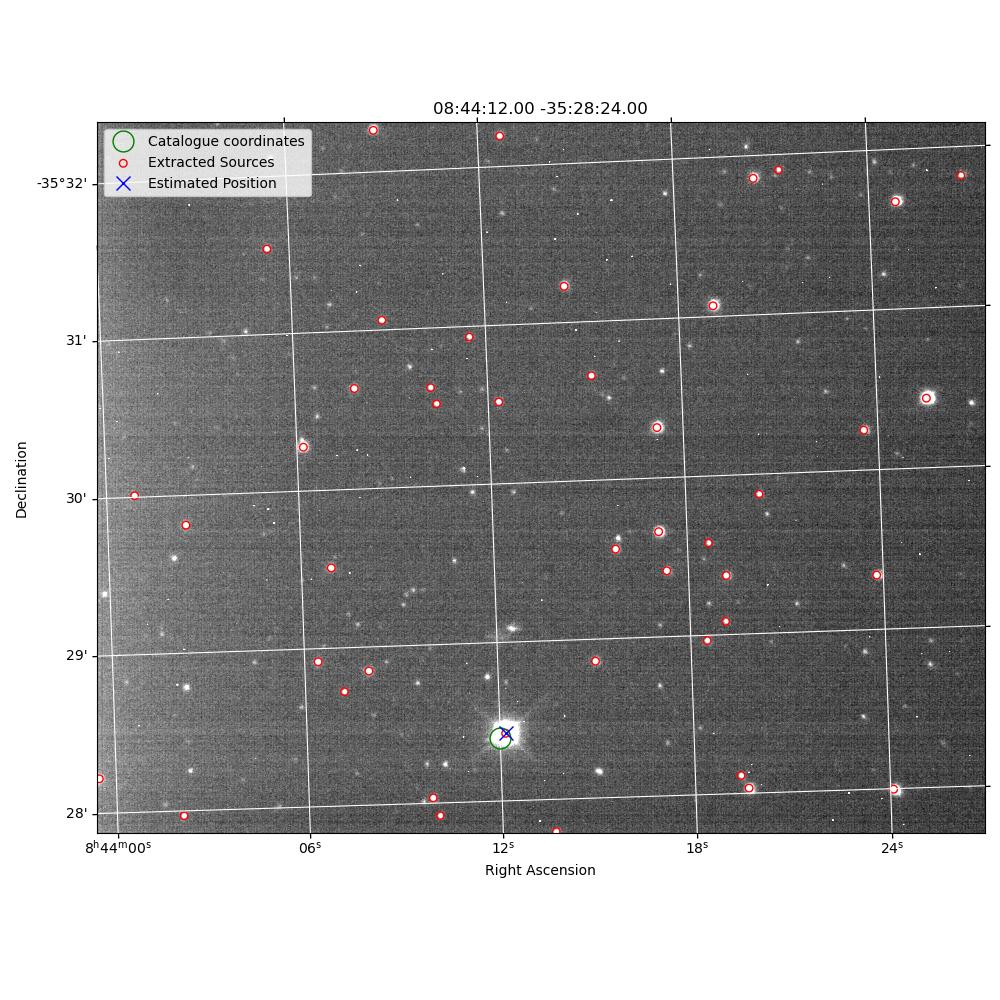 08:44:12.00 -35:28:24.00
Catalogue coordinates
Extracted Sources
Estimated Position
-35°32'
31'
30'
29'
28'
Declination
8ʰ44ᵐ00ˢ 06ˢ 12ˢ 18ˢ 24ˢ
Right Ascension